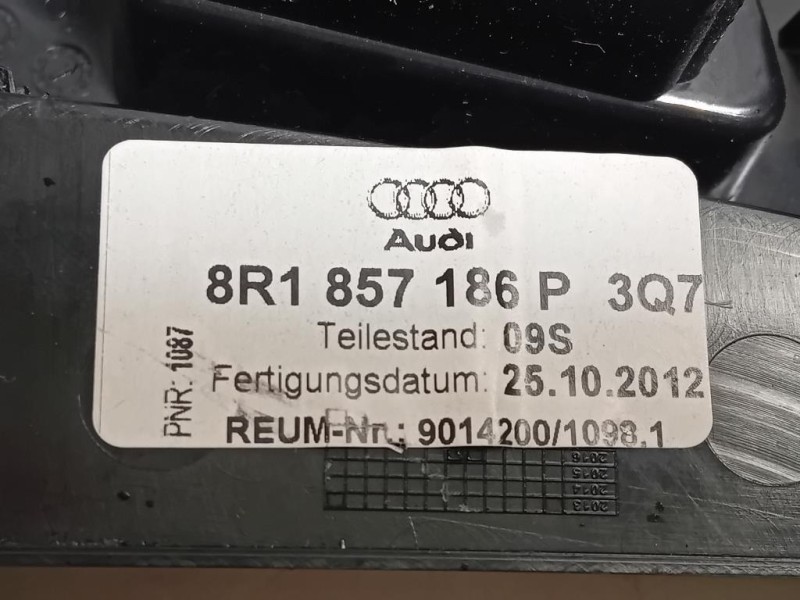 Audi
8R1 857 186 P 3Q7
Teilestand: 09S
Fertigungsdatum: 25.10.2012
REUM-Nr.: 9014200/1098.1
PNR: 1087
2016
2015
2014
2013